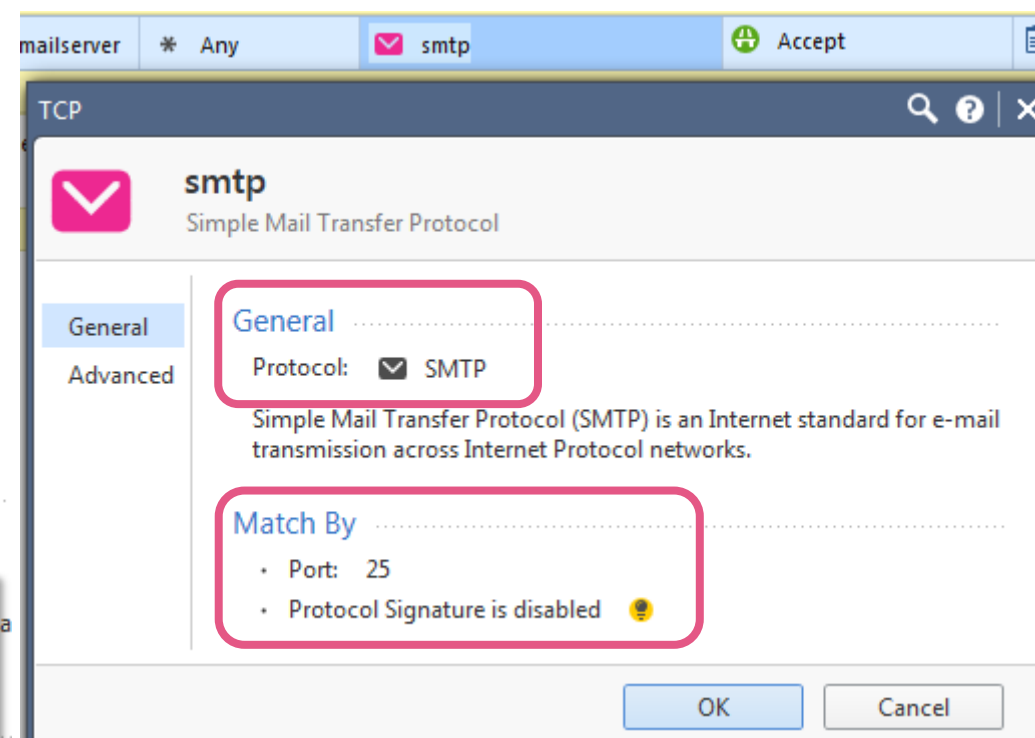 mailserver * Any smtp Accept
TCP
smtp
Simple Mail Transfer Protocol
General
Advanced
General
Protocol: SMTP
Simple Mail Transfer Protocol (SMTP) is an Internet standard for e-mail
transmission across Internet Protocol networks.
Match By
• Port: 25
• Protocol Signature is disabled
OK Cancel